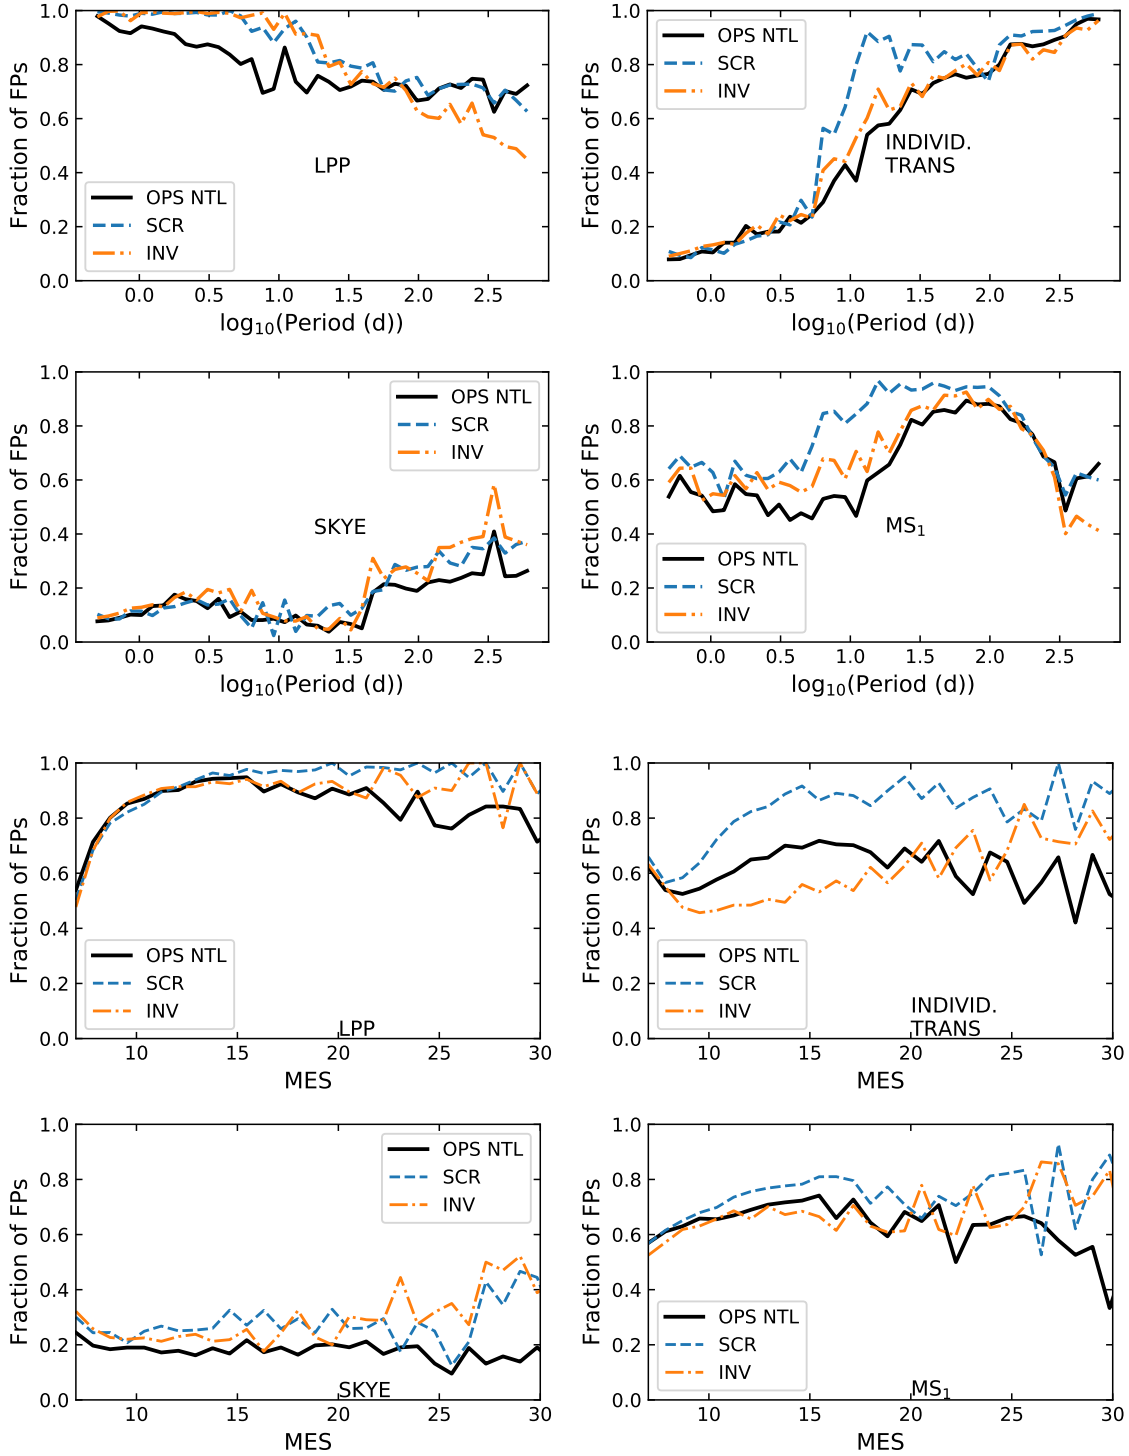 1.0
0.8
0.6
0.4
0.2
0.0
Fraction of FPs
LPP
OPS NTL
SCR
INV
0.0 0.5 1.0 1.5 2.0 2.5
log10(Period (d))
1.0
0.8
0.6
0.4
0.2
0.0
Fraction of FPs
OPS NTL
SCR
INV
INDIVID.
TRANS
0.0 0.5 1.0 1.5 2.0 2.5
log10(Period (d))
1.0
0.8
0.6
0.4
0.2
0.0
Fraction of FPs
OPS NTL
SCR
INV
SKYE
0.0 0.5 1.0 1.5 2.0 2.5
log10(Period (d))
1.0
0.8
0.6
0.4
0.2
0.0
Fraction of FPs
MS1
OPS NTL
SCR
INV
0.0 0.5 1.0 1.5 2.0 2.5
log10(Period (d))
1.0
0.8
0.6
0.4
0.2
0.0
Fraction of FPs
OPS NTL
SCR
INV
LPP
10 15 20 25 30
MES
1.0
0.8
0.6
0.4
0.2
0.0
Fraction of FPs
OPS NTL
SCR
INV
INDIVID.
TRANS
10 15 20 25 30
MES
1.0
0.8
0.6
0.4
0.2
0.0
Fraction of FPs
OPS NTL
SCR
INV
SKYE
10 15 20 25 30
MES
1.0
0.8
0.6
0.4
0.2
0.0
Fraction of FPs
OPS NTL
SCR
INV
MS1
10 15 20 25 30
MES